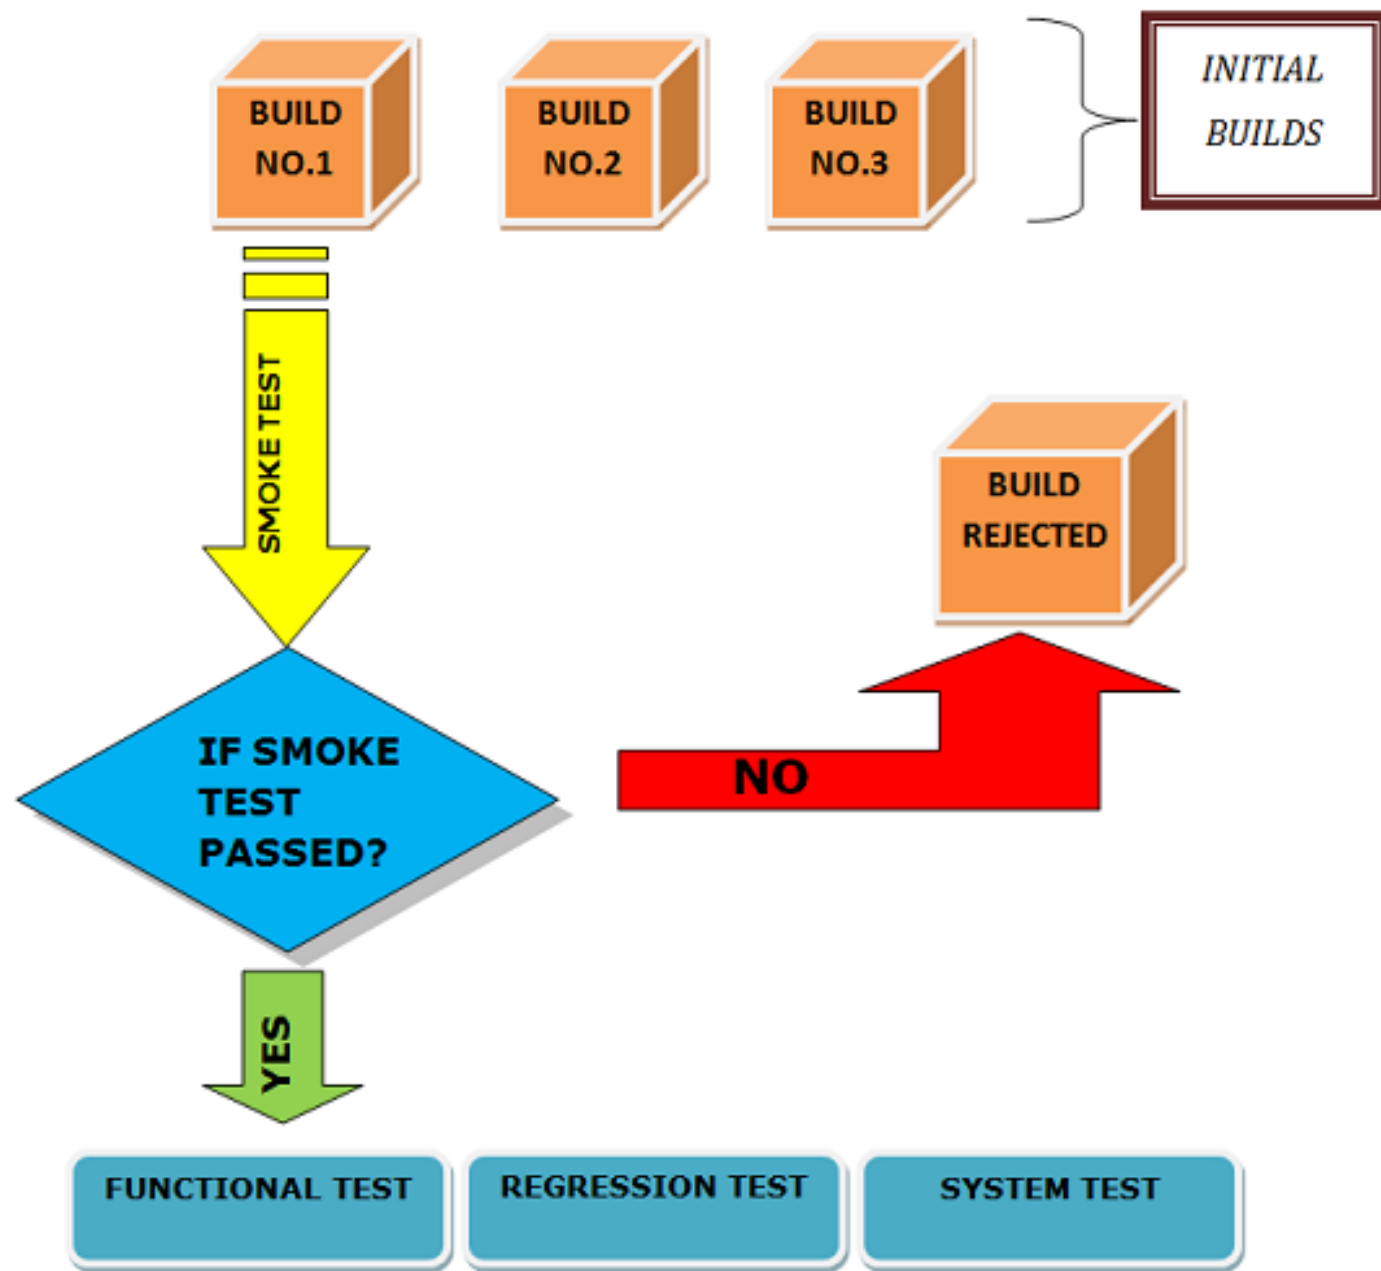 BUILD
NO.1
BUILD
NO.2
BUILD
NO.3
INITIAL
BUILDS
SMOKE TEST
BUILD
REJECTED
IF SMOKE
TEST
PASSED?
NO
YES
FUNCTIONAL TEST
REGRESSION TEST
SYSTEM TEST